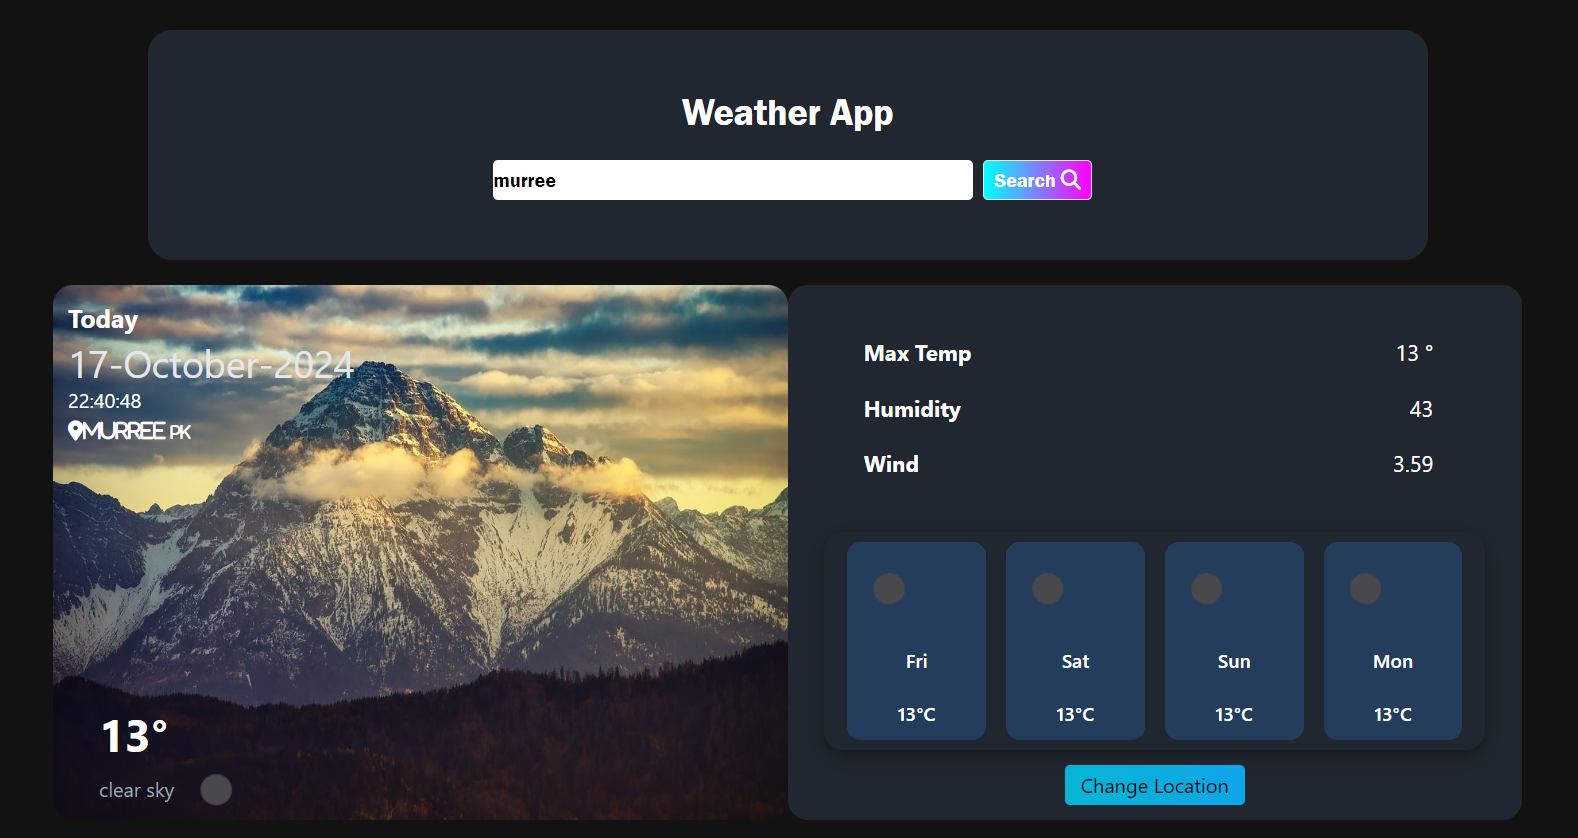 Weather App
murree
Search
Today
17-October-2024
22:40:48
MURREE PK
13°
clear sky
Max Temp 13 °
Humidity 43
Wind 3.59
Fri Sat Sun Mon
13°C 13°C 13°C 13°C
Change Location